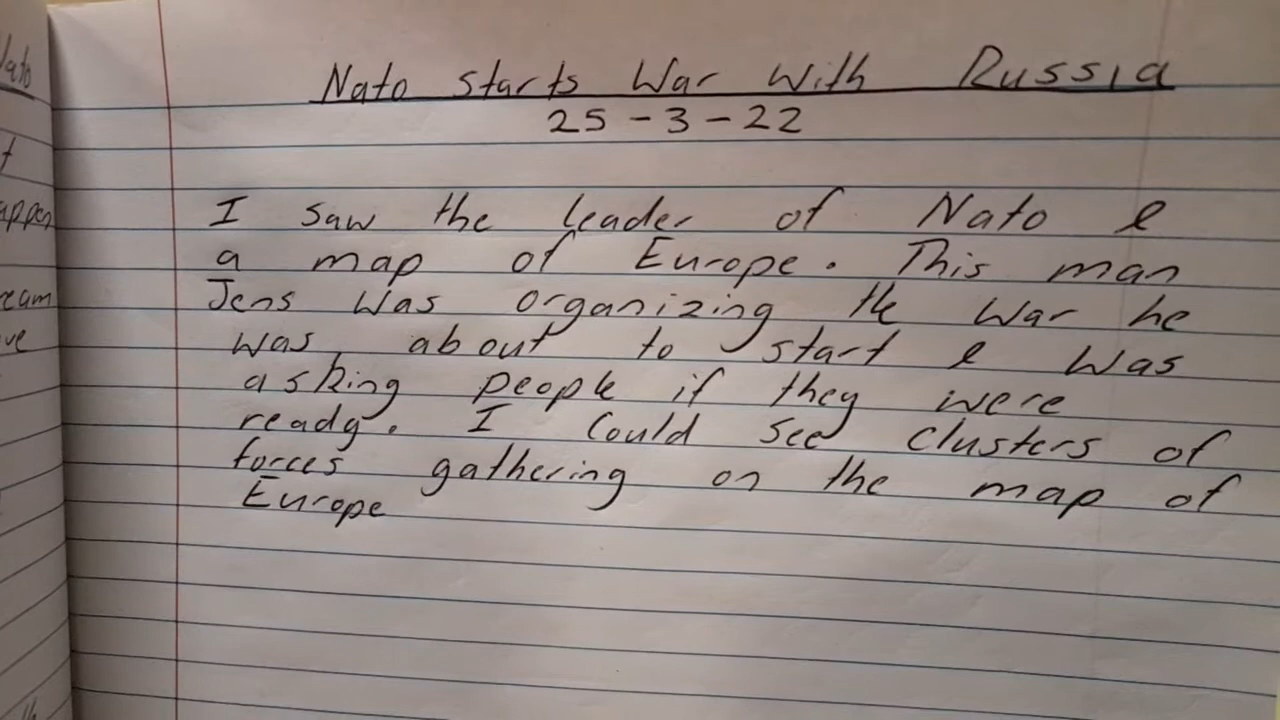 Nato
Nato starts War With Russia
25-3-22
I saw the leader of Nato &
a map of Europe. This man
Jens Was organizing the War he
was about to start & Was
asking people if they were
ready. I Could see clusters of
forces gathering on the map of
Europe